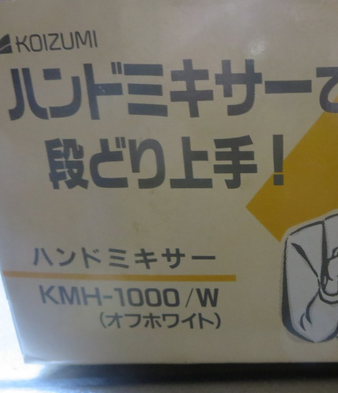 KOIZUMI
ハンドミキサーで
段どり上手！
ハンドミキサー
KMH-1000/W
(オフホワイト)